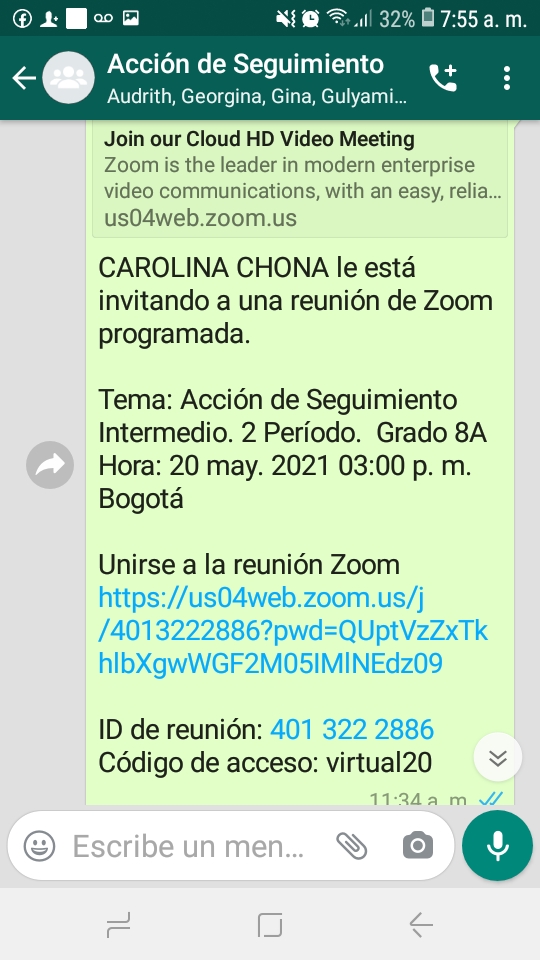 32% 7:55 a. m.
Acción de Seguimiento
Audrith, Georgina, Gina, Gulyami...
Join our Cloud HD Video Meeting
Zoom is the leader in modern enterprise
video communications, with an easy, relia...
us04web.zoom.us
CAROLINA CHONA le está
invitando a una reunión de Zoom
programada.
Tema: Acción de Seguimiento
Intermedio. 2 Período.  Grado 8A
Hora: 20 may. 2021 03:00 p. m.
Bogotá
Unirse a la reunión Zoom
https://us04web.zoom.us/j
/4013222886?pwd=QUptVzZxTk
hlbXgwWGF2M05IMlNEdz09
ID de reunión: 401 322 2886
Código de acceso: virtual20
11:34 a. m.
Escribe un men...